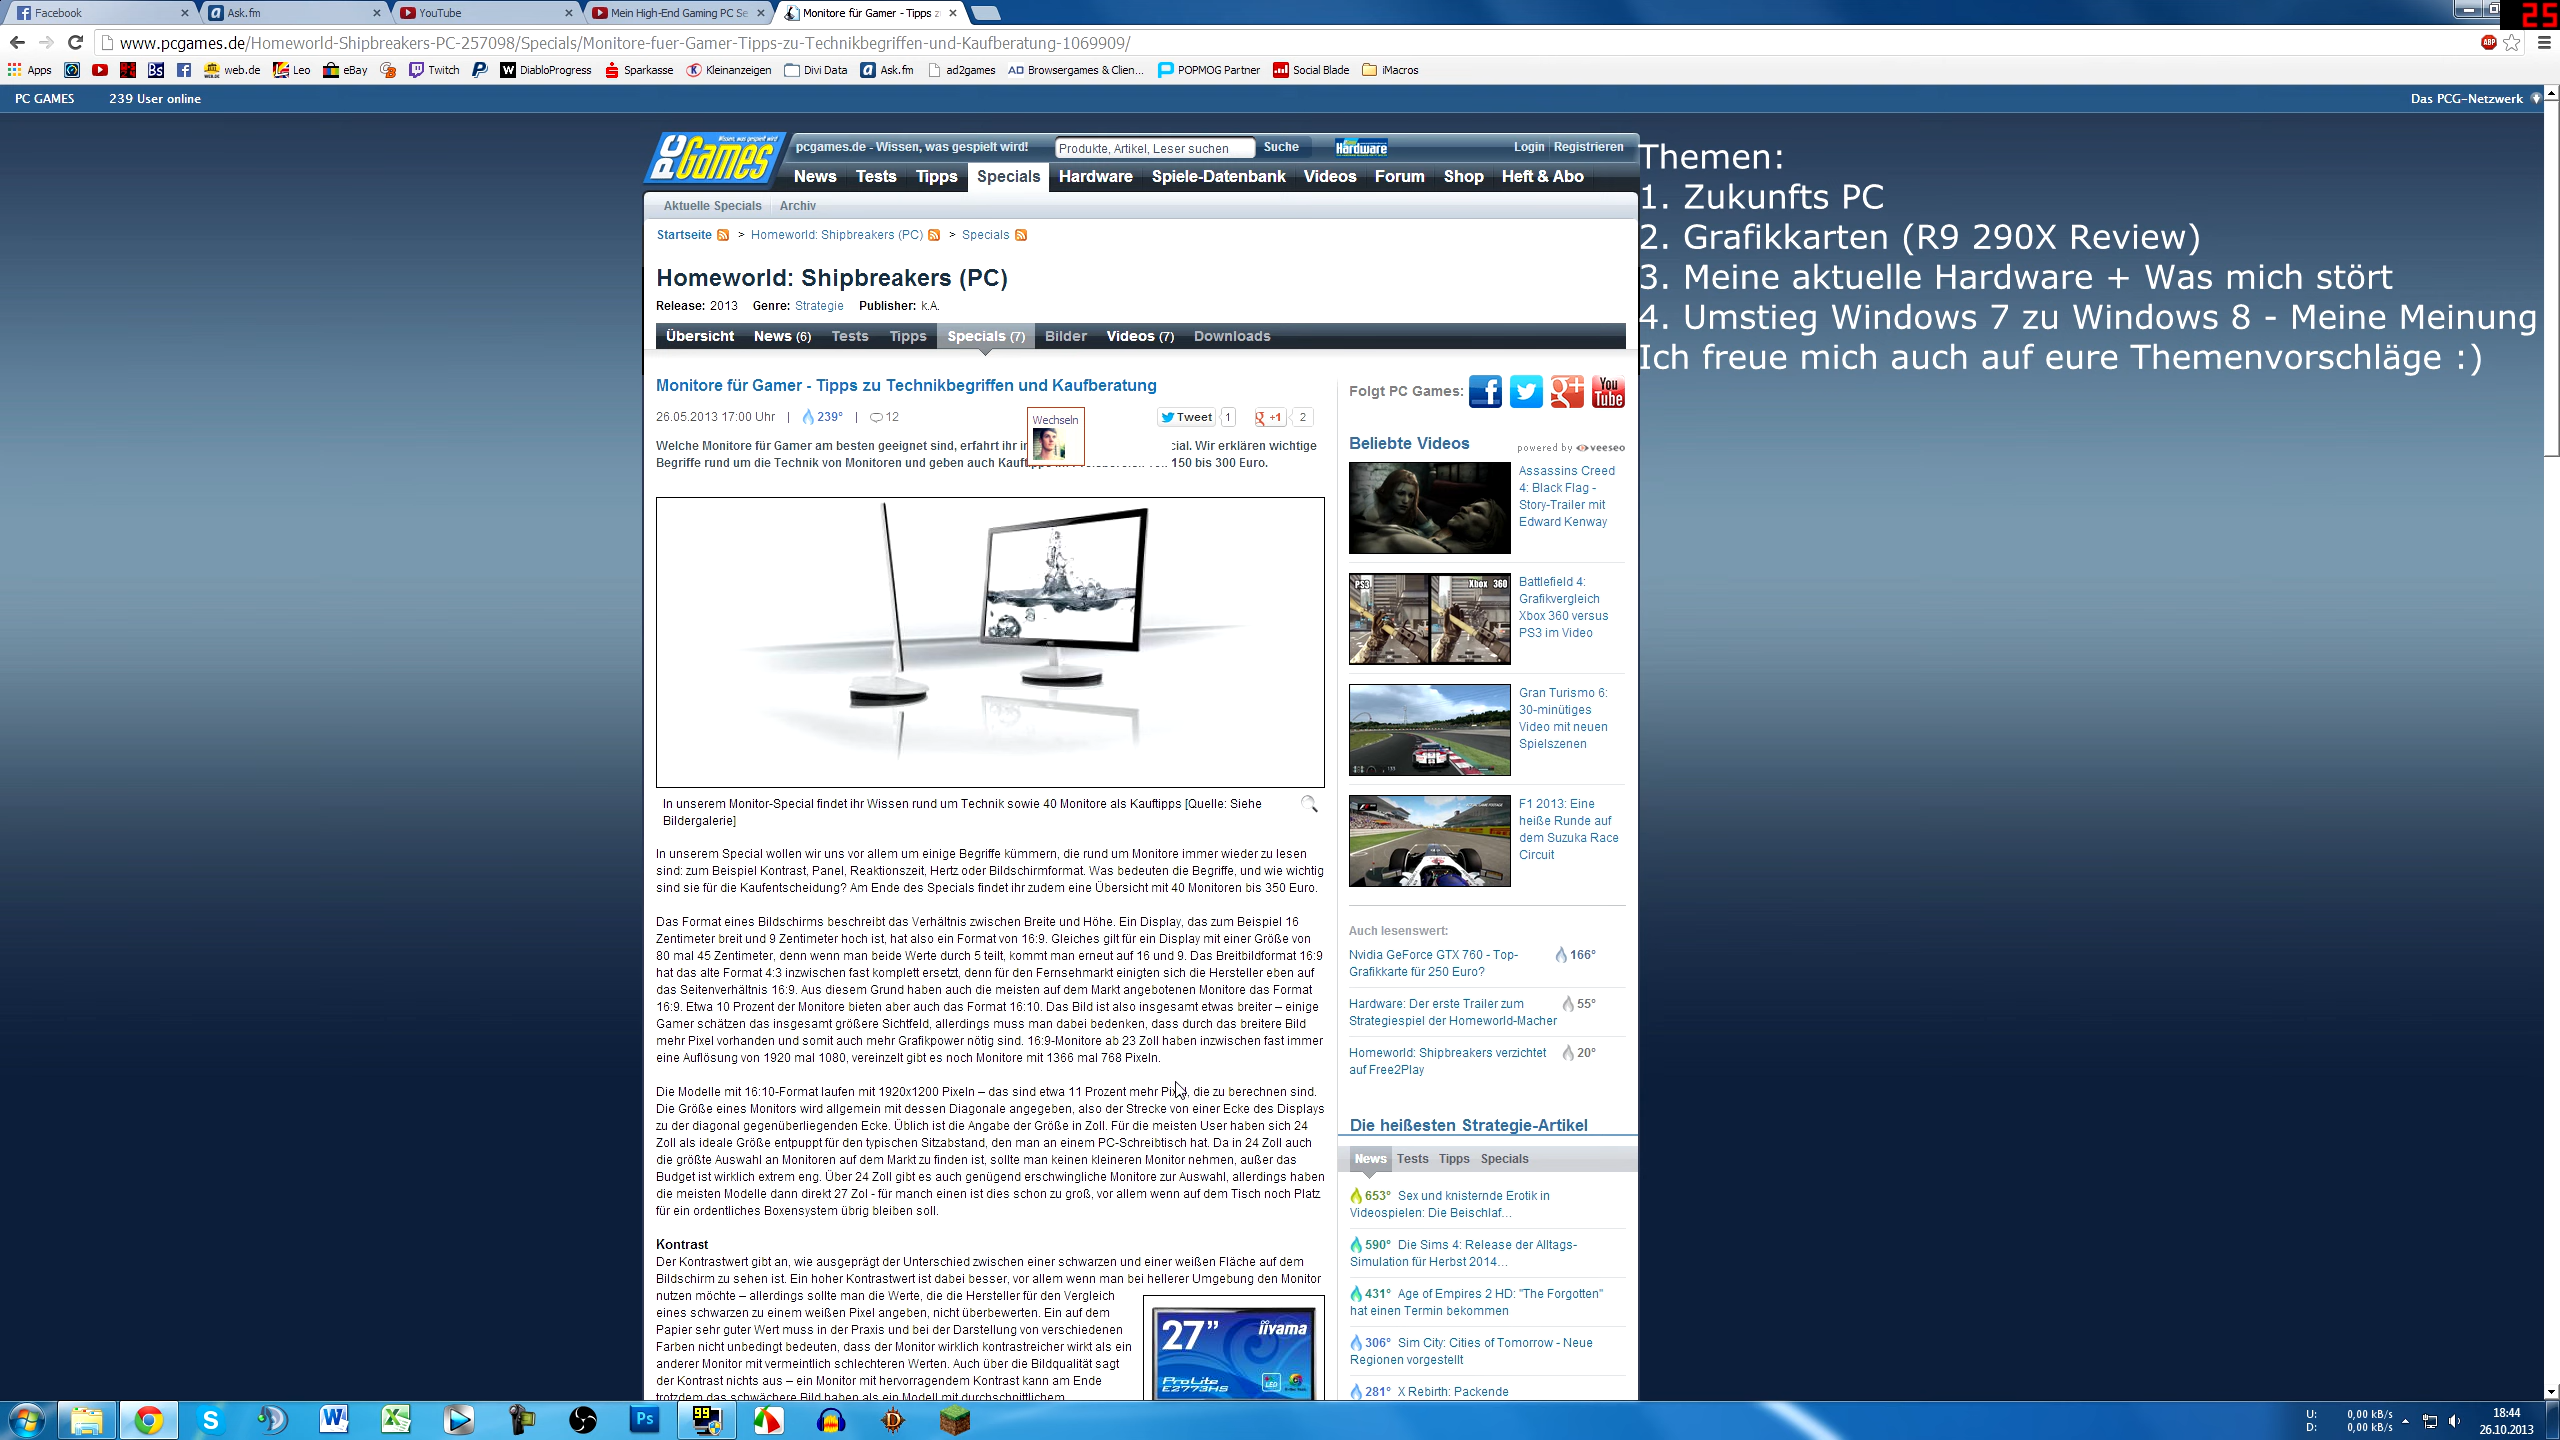 Facebook
Ask.fm
YouTube
Mein High-End Gaming PC Se
Monitore für Gamer - Tipps z
25
www.pcgames.de/Homeworld-Shipbreakers-PC-257098/Specials/Monitore-fuer-Gamer-Tipps-zu-Technikbegriffen-und-Kaufberatung-1069909/
ABP
Apps Bs web.de Leo eBay Twitch DiabloProgress Sparkasse Kleinanzeigen Divi Data Ask.fm ad2games AD Browsergames & Clien... POPMOG Partner Social Blade iMacros
PC GAMES 239 User online Das PCG-Netzwerk
PC Games
pcgames.de - Wissen, was gespielt wird! Produkte, Artikel, Leser suchen Suche Hardware Login Registrieren
News Tests Tipps Specials Hardware Spiele-Datenbank Videos Forum Shop Heft & Abo
Aktuelle Specials Archiv
Startseite > Homeworld: Shipbreakers (PC) > Specials
Homeworld: Shipbreakers (PC)
Release: 2013 Genre: Strategie Publisher: k.A.
Übersicht News (6) Tests Tipps Specials (7) Bilder Videos (7) Downloads
Themen:
1. Zukunfts PC
2. Grafikkarten (R9 290X Review)
3. Meine aktuelle Hardware + Was mich stört
4. Umstieg Windows 7 zu Windows 8 - Meine Meinung
Ich freue mich auch auf eure Themenvorschläge :)
Monitore für Gamer - Tipps zu Technikbegriffen und Kaufberatung
26.05.2013 17:00 Uhr | 239° | 12
Wechseln
Tweet 1 +1 2
Welche Monitore für Gamer am besten geeignet sind, erfahrt ihr in cial. Wir erklären wichtige
Begriffe rund um die Technik von Monitoren und geben auch Kauf 150 bis 300 Euro.
In unserem Monitor-Special findet ihr Wissen rund um Technik sowie 40 Monitore als Kauftipps [Quelle: Siehe
Bildergalerie]
In unserem Special wollen wir uns vor allem um einige Begriffe kümmern, die rund um Monitore immer wieder zu lesen
sind: zum Beispiel Kontrast, Panel, Reaktionszeit, Hertz oder Bildschirmformat. Was bedeuten die Begriffe, und wie wichtig
sind sie für die Kaufentscheidung? Am Ende des Specials findet ihr zudem eine Übersicht mit 40 Monitoren bis 350 Euro.
Das Format eines Bildschirms beschreibt das Verhältnis zwischen Breite und Höhe. Ein Display, das zum Beispiel 16
Zentimeter breit und 9 Zentimeter hoch ist, hat also ein Format von 16:9. Gleiches gilt für ein Display mit einer Größe von
80 mal 45 Zentimeter, denn wenn man beide Werte durch 5 teilt, kommt man erneut auf 16 und 9. Das Breitbildformat 16:9
hat das alte Format 4:3 inzwischen fast komplett ersetzt, denn für den Fernsehmarkt einigten sich die Hersteller eben auf
das Seitenverhältnis 16:9. Aus diesem Grund haben auch die meisten auf dem Markt angebotenen Monitore das Format
16:9. Etwa 10 Prozent der Monitore bieten aber auch das Format 16:10. Das Bild ist also insgesamt etwas breiter – einige
Gamer schätzen das insgesamt größere Sichtfeld, allerdings muss man dabei bedenken, dass durch das breitere Bild
mehr Pixel vorhanden und somit auch mehr Grafikpower nötig sind. 16:9-Monitore ab 23 Zoll haben inzwischen fast immer
eine Auflösung von 1920 mal 1080, vereinzelt gibt es noch Monitore mit 1366 mal 768 Pixeln.
Die Modelle mit 16:10-Format laufen mit 1920x1200 Pixeln – das sind etwa 11 Prozent mehr Pixel, die zu berechnen sind.
Die Größe eines Monitors wird allgemein mit dessen Diagonale angegeben, also der Strecke von einer Ecke des Displays
zu der diagonal gegenüberliegenden Ecke. Üblich ist die Angabe der Größe in Zoll. Für die meisten User haben sich 24
Zoll als ideale Größe entpuppt für den typischen Sitzabstand, den man an einem PC-Schreibtisch hat. Da in 24 Zoll auch
die größte Auswahl an Monitoren auf dem Markt zu finden ist, sollte man keinen kleineren Monitor nehmen, außer das
Budget ist wirklich extrem eng. Über 24 Zoll gibt es auch genügend erschwingliche Monitore zur Auswahl, allerdings haben
die meisten Modelle dann direkt 27 Zol - für manch einen ist dies schon zu groß, vor allem wenn auf dem Tisch noch Platz
für ein ordentliches Boxensystem übrig bleiben soll.
Kontrast
Der Kontrastwert gibt an, wie ausgeprägt der Unterschied zwischen einer schwarzen und einer weißen Fläche auf dem
Bildschirm zu sehen ist. Ein hoher Kontrastwert ist dabei besser, vor allem wenn man bei hellerer Umgebung den Monitor
nutzen möchte – allerdings sollte man die Werte, die die Hersteller für den Vergleich
eines schwarzen zu einem weißen Pixel angeben, nicht überbewerten. Ein auf dem
Papier sehr guter Wert muss in der Praxis und bei der Darstellung von verschiedenen
Farben nicht unbedingt bedeuten, dass der Monitor wirklich kontrastreicher wirkt als ein
anderer Monitor mit vermeintlich schlechteren Werten. Auch über die Bildqualität sagt
der Kontrast nichts aus – ein Monitor mit hervorragendem Kontrast kann am Ende
trotzdem das schwächere Bild haben als ein Modell mit durchschnittlichem
27" iiyama
ProLite
E2773HS
LED
Folgt PC Games:
You
Tube
Beliebte Videos powered by veeseo
Assassins Creed
4: Black Flag -
Story-Trailer mit
Edward Kenway
PS3 Xbox 360
Battlefield 4:
Grafikvergleich
Xbox 360 versus
PS3 im Video
Gran Turismo 6:
30-minütiges
Video mit neuen
Spielszenen
F1 2013: Eine
heiße Runde auf
dem Suzuka Race
Circuit
Auch lesenswert:
Nvidia GeForce GTX 760 - Top- 166°
Grafikkarte für 250 Euro?
Hardware: Der erste Trailer zum 55°
Strategiespiel der Homeworld-Macher
Homeworld: Shipbreakers verzichtet 20°
auf Free2Play
Die heißesten Strategie-Artikel
News Tests Tipps Specials
653° Sex und knisternde Erotik in
Videospielen: Die Beischlaf...
590° Die Sims 4: Release der Alltags-
Simulation für Herbst 2014...
431° Age of Empires 2 HD: "The Forgotten"
hat einen Termin bekommen
306° Sim City: Cities of Tomorrow - Neue
Regionen vorgestellt
281° X Rebirth: Packende
Ps
99
U: 0,00 kB/s
D: 0,00 kB/s
18:44
26.10.2013